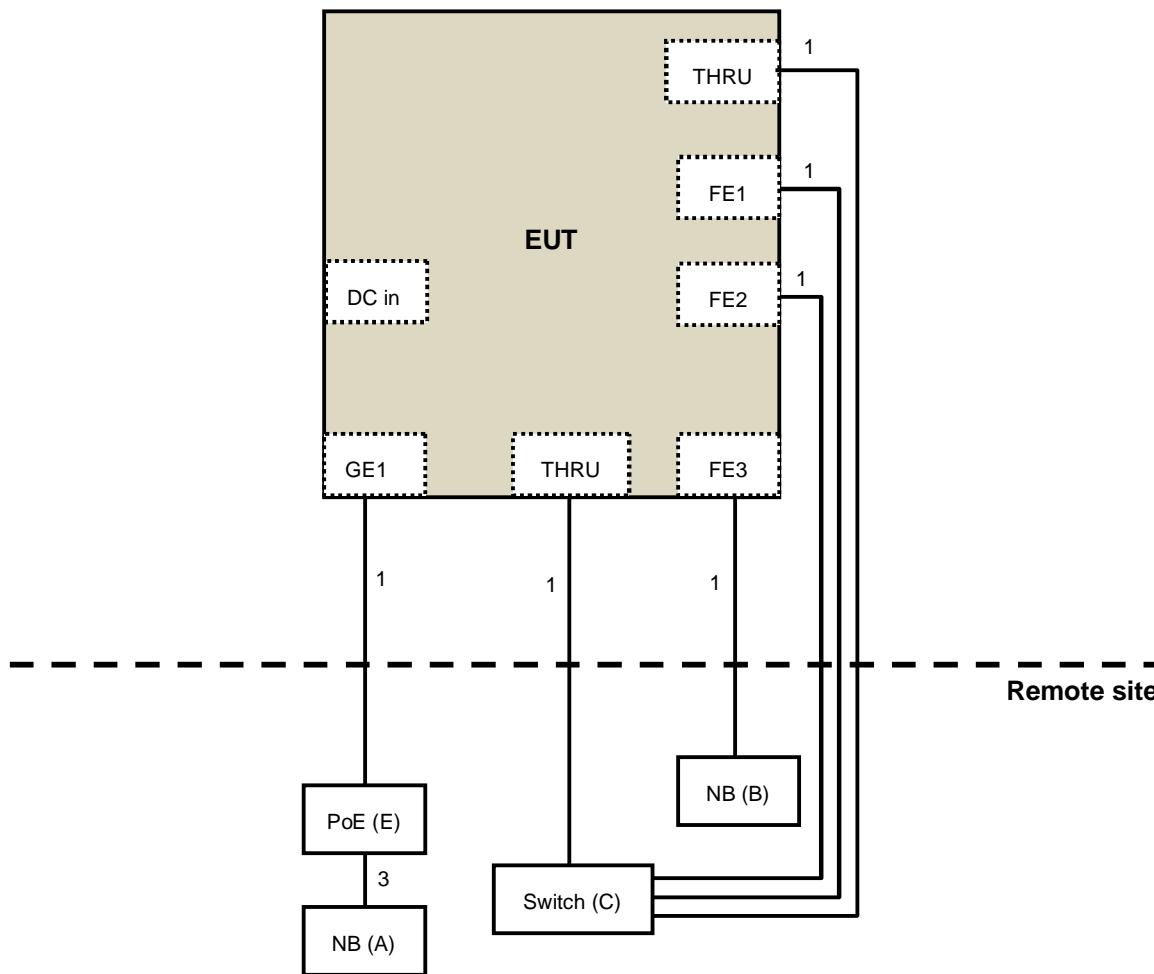 1
THRU
1
FE1
EUT
1
DC in
FE2
GE1
THRU
FE3
1
1
1
Remote site
NB (B)
PoE (E)
3
Switch (C)
NB (A)